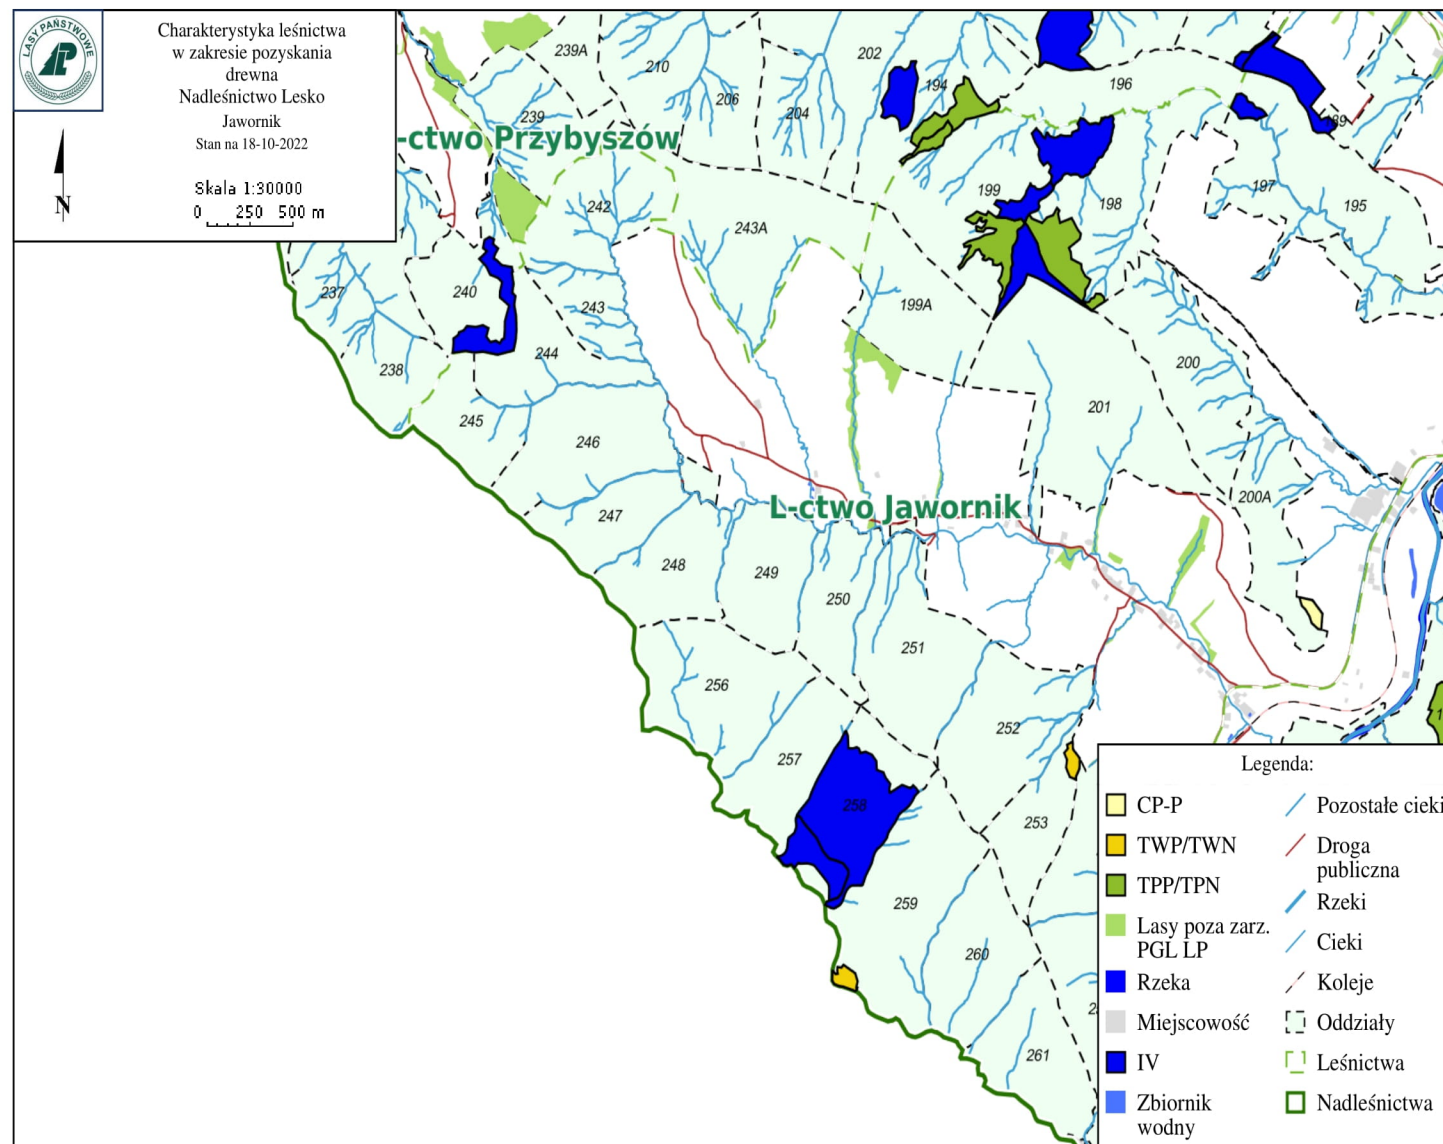 LASY PAŃSTWOWE
Charakterystyka leśnictwa
w zakresie pozyskania
drewna
Nadleśnictwo Lesko
Jawornik
Stan na 18-10-2022
N
Skala 1:30000
0 250 500 m
239A
210
202
206
204
194
196
239
-ctwo Przybyszów
199
198
197
195
242
243A
237
240
243
199A
244
238
200
245
201
246
200A
247
L-ctwo Jawornik
248
249
250
251
256
252
257
258
253
259
260
261
Legenda:
CP-P
TWP/TWN
TPP/TPN
Lasy poza zarz.
PGL LP
Rzeka
Miejscowość
IV
Zbiornik
wodny
Pozostałe cieki
Droga
publiczna
Rzeki
Cieki
Koleje
Oddziały
Leśnictwa
Nadleśnictwa